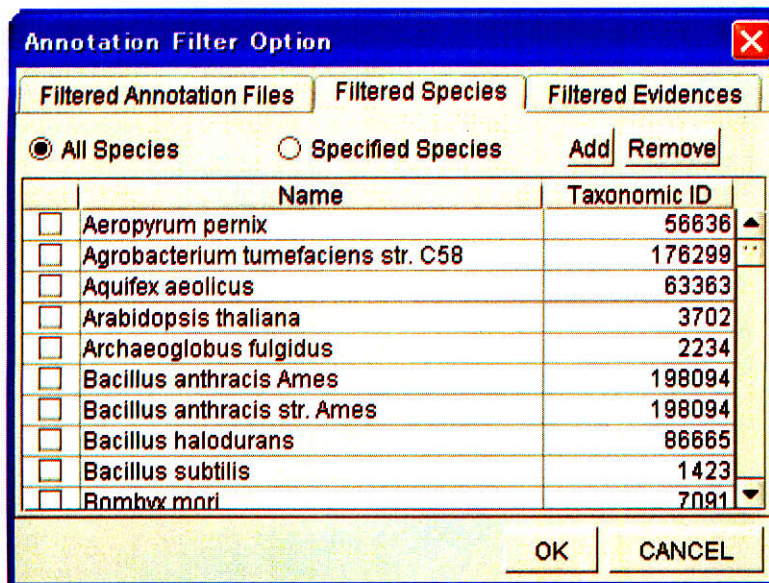 Annotation Filter Option
Filtered Annotation Files Filtered Species Filtered Evidences
All Species Specified Species Add Remove
Name Taxonomic ID
Aeropyrum pernix 56636
Agrobacterium tumefaciens str. C58 176299
Aquifex aeolicus 63363
Arabidopsis thaliana 3702
Archaeoglobus fulgidus 2234
Bacillus anthracis Ames 198094
Bacillus anthracis str. Ames 198094
Bacillus halodurans 86665
Bacillus subtilis 1423
Bombyx mori 7091
OK CANCEL